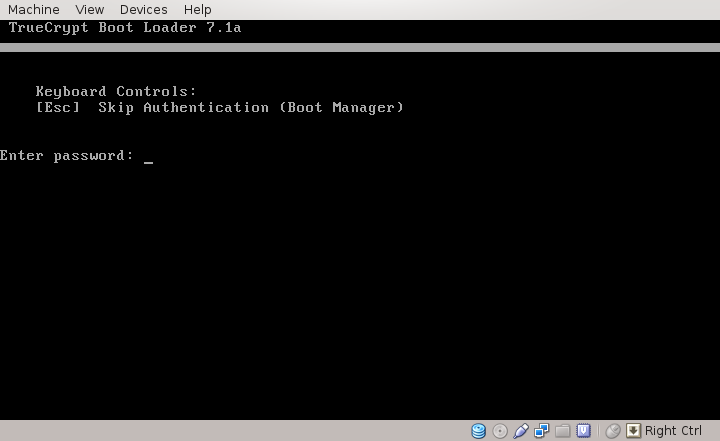 Machine View Devices Help
TrueCrypt Boot Loader 7.1a
Keyboard Controls:
[Esc] Skip Authentication (Boot Manager)
Enter password: _
Right Ctrl